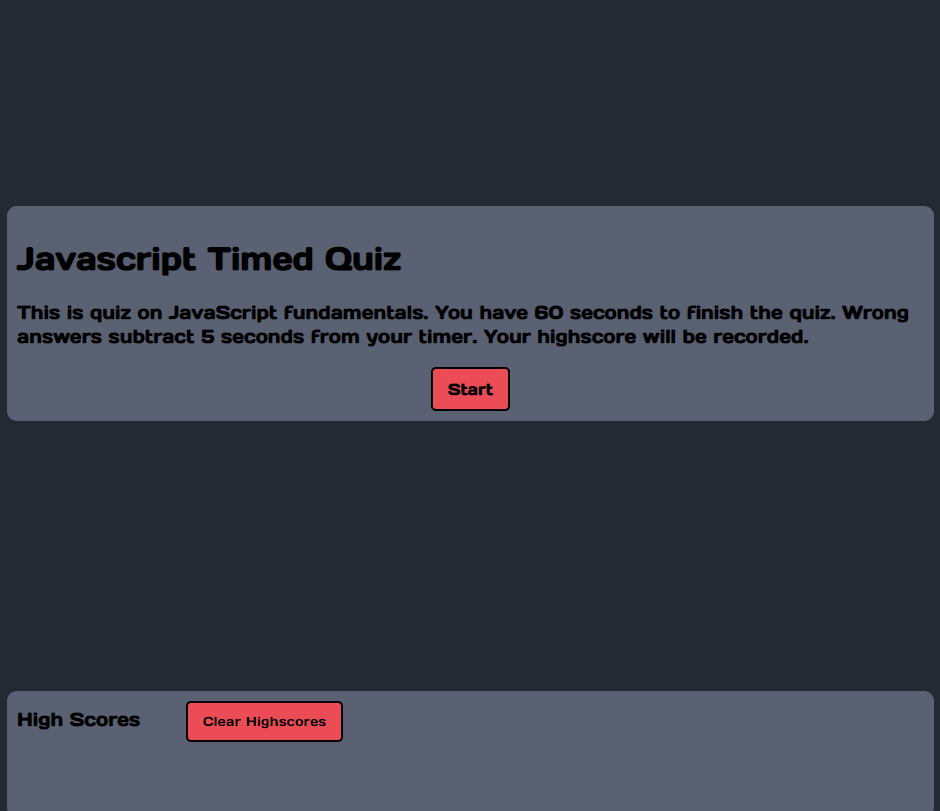 Javascript Timed Quiz
This is quiz on JavaScript fundamentals. You have 60 seconds to finish the quiz. Wrong
answers subtract 5 seconds from your timer. Your highscore will be recorded.
Start
High Scores
Clear Highscores